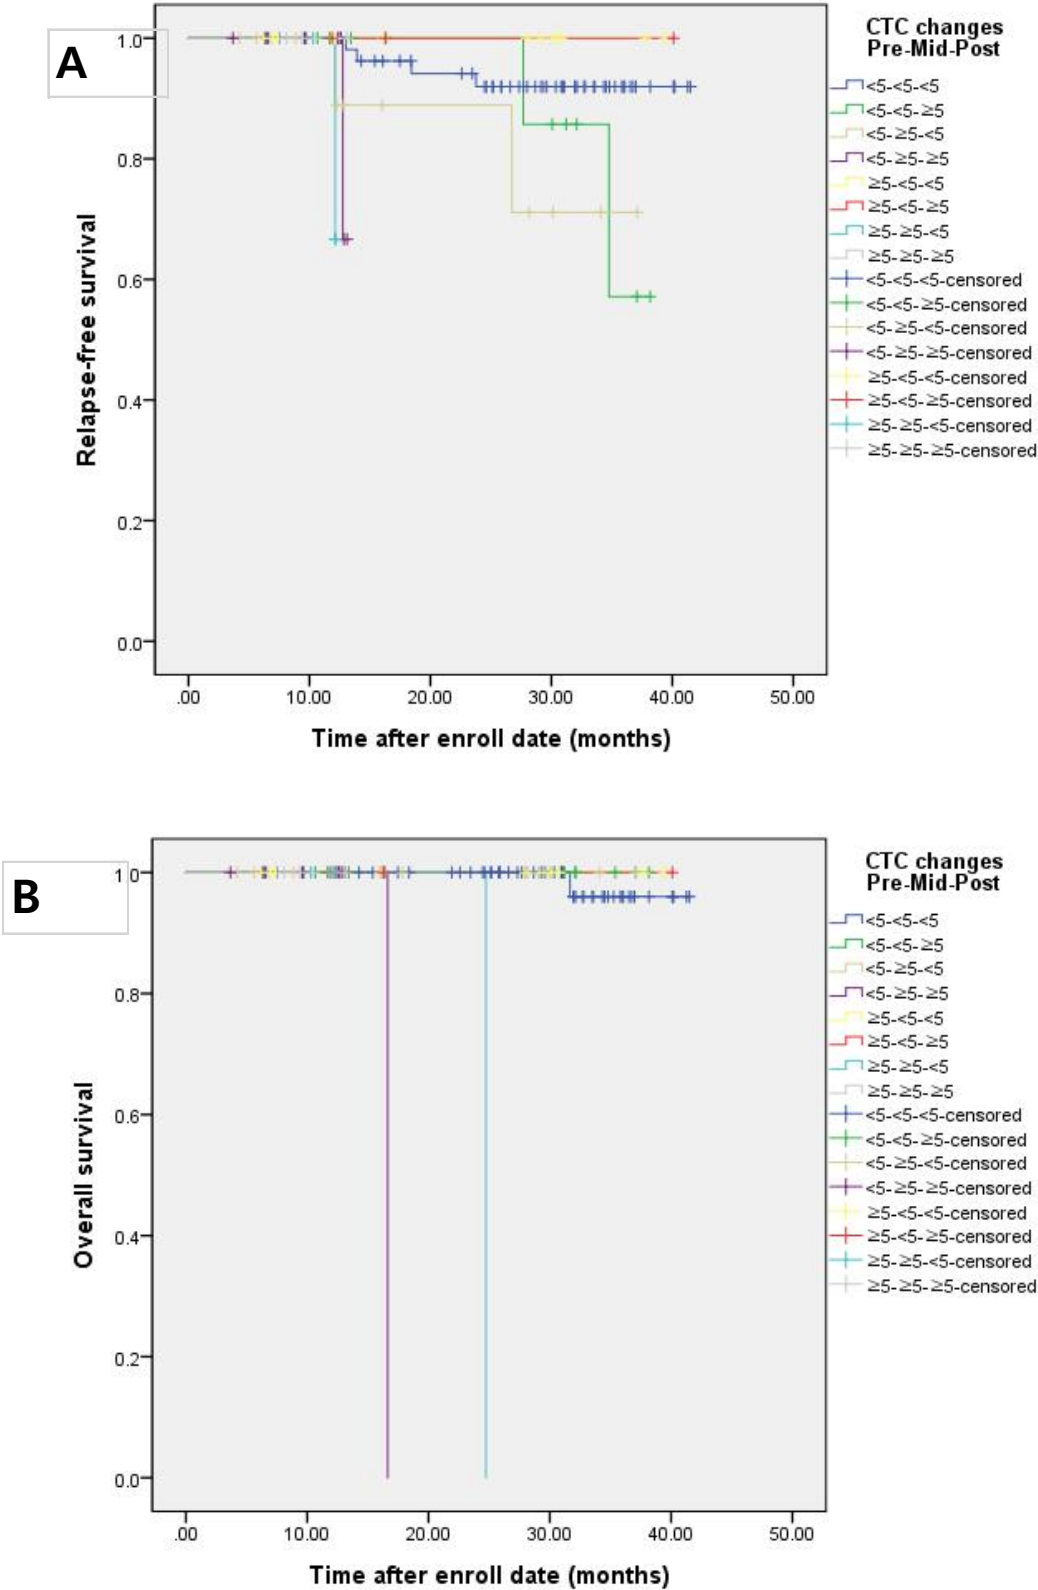 A
CTC changes
Pre-Mid-Post
<5-<5-<5
<5-<5-≥5
<5-≥5-<5
<5-≥5-≥5
≥5-<5-<5
≥5-<5-≥5
≥5-≥5-<5
≥5-≥5-≥5
<5-<5-<5-censored
<5-<5-≥5-censored
<5-≥5-<5-censored
<5-≥5-≥5-censored
≥5-<5-<5-censored
≥5-<5-≥5-censored
≥5-≥5-<5-censored
≥5-≥5-≥5-censored
Relapse-free survival
1.0
0.8
0.6
0.4
0.2
0.0
.00 10.00 20.00 30.00 40.00 50.00
Time after enroll date (months)
B
CTC changes
Pre-Mid-Post
<5-<5-<5
<5-<5-≥5
<5-≥5-<5
<5-≥5-≥5
≥5-<5-<5
≥5-<5-≥5
≥5-≥5-<5
≥5-≥5-≥5
<5-<5-<5-censored
<5-<5-≥5-censored
<5-≥5-<5-censored
<5-≥5-≥5-censored
≥5-<5-<5-censored
≥5-<5-≥5-censored
≥5-≥5-<5-censored
≥5-≥5-≥5-censored
Overall survival
1.0
0.8
0.6
0.4
0.2
0.0
.00 10.00 20.00 30.00 40.00 50.00
Time after enroll date (months)